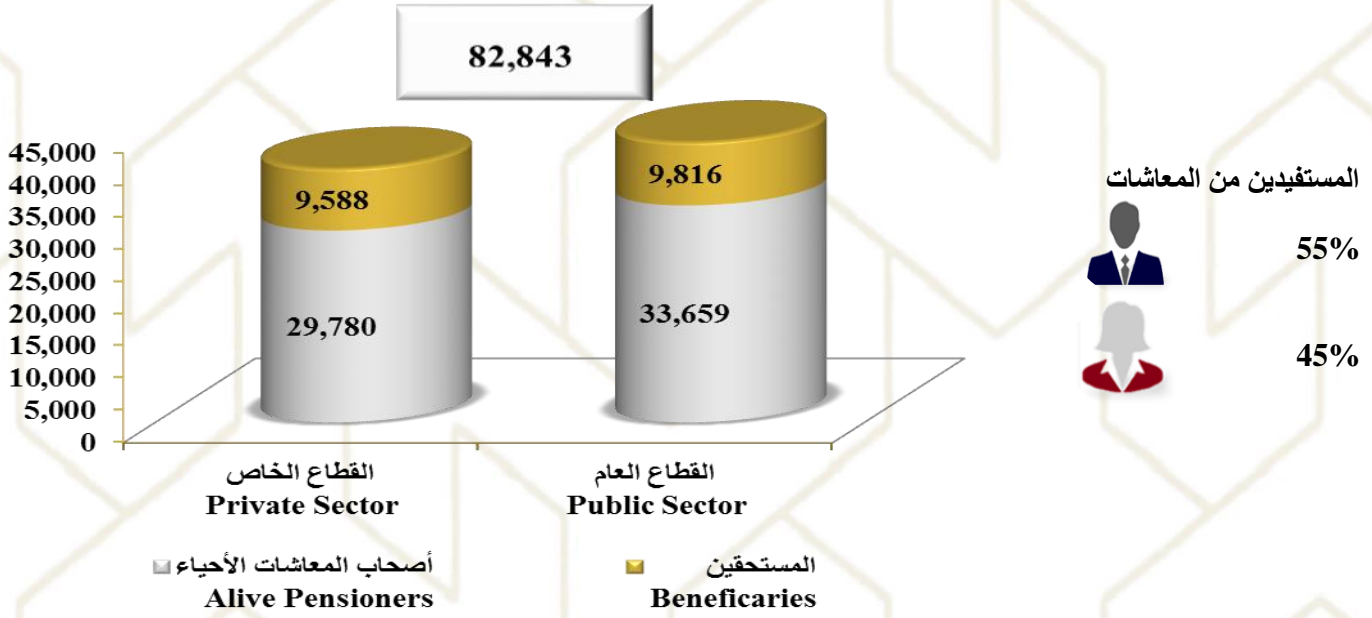 82,843
45,000
40,000
35,000
30,000
25,000
20,000
15,000
10,000
5,000
0
9,588
29,780
9,816
33,659
القطاع الخاص
Private Sector
القطاع العام
Public Sector
أصحاب المعاشات الأحياء
Alive Pensioners
المستحقين
Beneficaries
المستفيدين من المعاشات
55%
45%